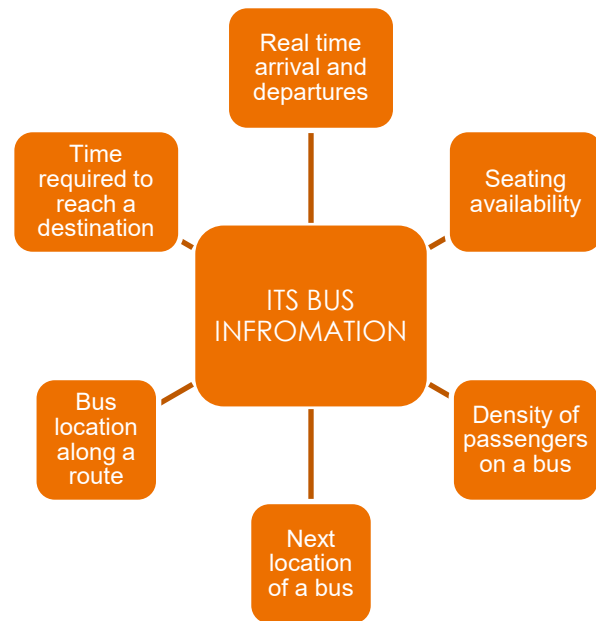 Real time
arrival and
departures
Time
required to
reach a
destination
Seating
availability
ITS BUS
INFROMATION
Bus
location
along a
route
Density of
passengers
on a bus
Next
location
of a bus